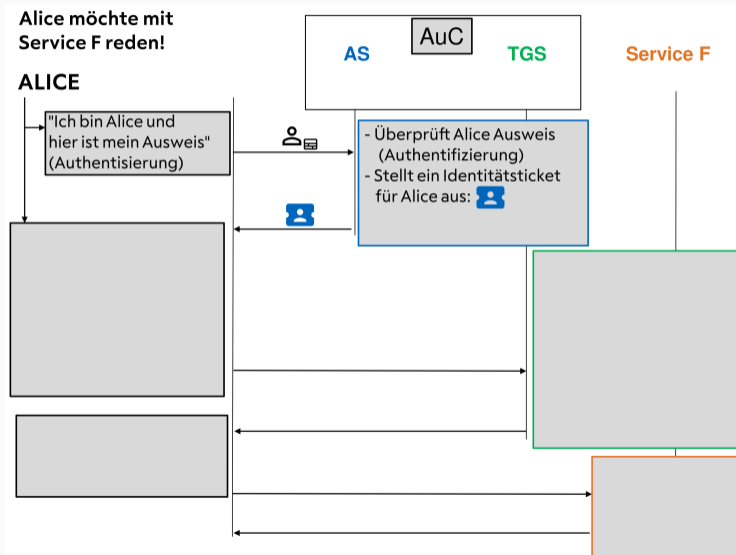 Alice möchte mit
Service F reden!
AuC
AS
TGS
Service F
ALICE
"Ich bin Alice und
hier ist mein Ausweis"
(Authentisierung)
- Überprüft Alice Ausweis
(Authentifizierung)
- Stellt ein Identitätsticket
für Alice aus: